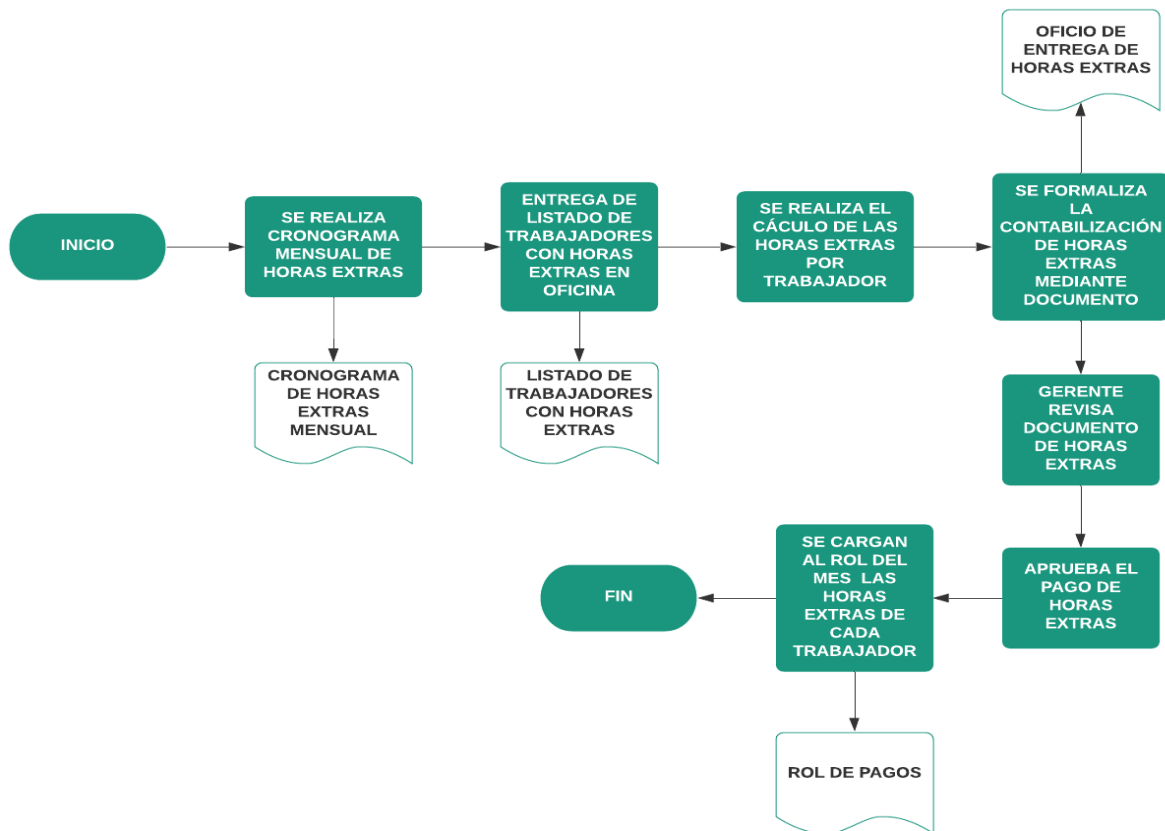 OFICIO DE
ENTREGA DE
HORAS EXTRAS
INICIO
SE REALIZA
CRONOGRAMA
MENSUAL DE
HORAS EXTRAS
ENTREGA DE
LISTADO DE
TRABAJADORES
CON HORAS
EXTRAS EN
OFICINA
SE REALIZA EL
CÁCULO DE LAS
HORAS EXTRAS
POR
TRABAJADOR
SE FORMALIZA
LA
CONTABILIZACIÓN
DE HORAS
EXTRAS
MEDIANTE
DOCUMENTO
CRONOGRAMA
DE HORAS
EXTRAS
MENSUAL
LISTADO DE
TRABAJADORES
CON HORAS
EXTRAS
GERENTE
REVISA
DOCUMENTO
DE HORAS
EXTRAS
APRUEBA EL
PAGO DE
HORAS
EXTRAS
SE CARGAN
AL ROL DEL
MES LAS
HORAS
EXTRAS DE
CADA
TRABAJADOR
FIN
ROL DE PAGOS